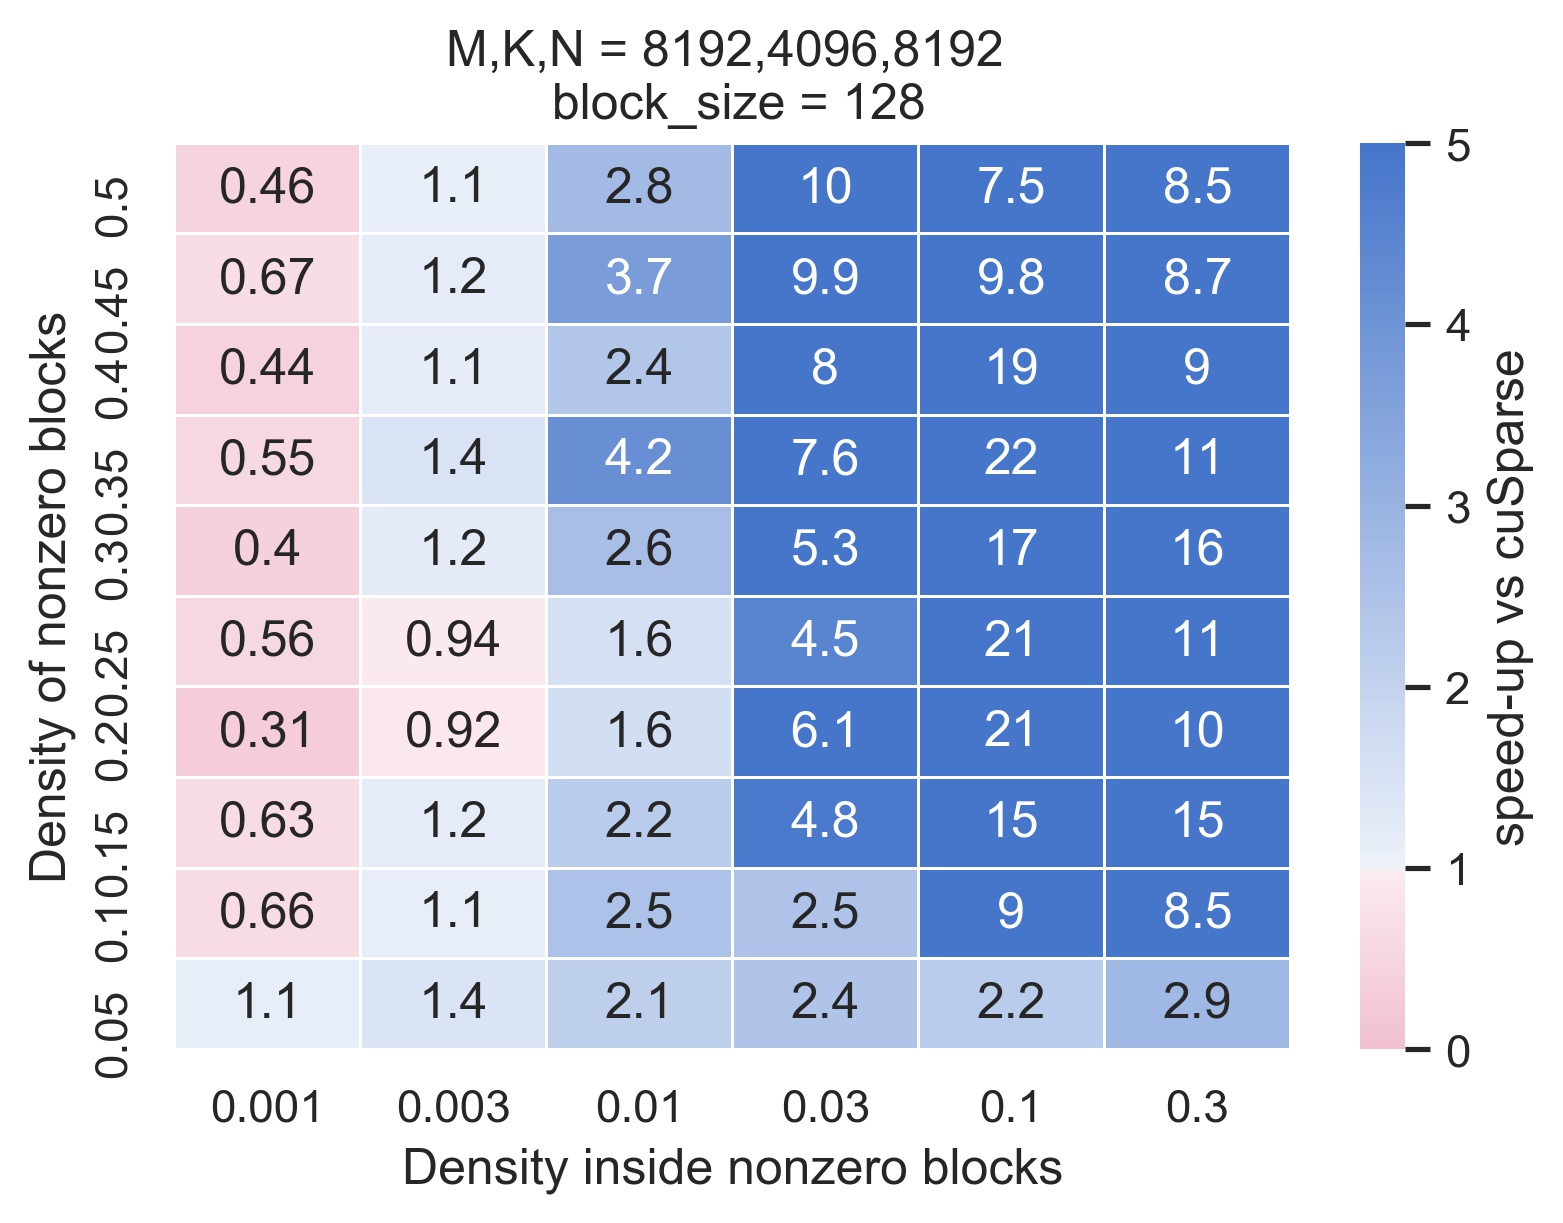 M,K,N = 8192,4096,8192
block_size = 128
Density of nonzero blocks
0.5 0.46 1.1 2.8 10 7.5 8.5
0.45 0.67 1.2 3.7 9.9 9.8 8.7
0.4 0.44 1.1 2.4 8 19 9
0.35 0.55 1.4 4.2 7.6 22 11
0.3 0.4 1.2 2.6 5.3 17 16
0.25 0.56 0.94 1.6 4.5 21 11
0.2 0.31 0.92 1.6 6.1 21 10
0.15 0.63 1.2 2.2 4.8 15 15
0.1 0.66 1.1 2.5 2.5 9 8.5
0.05 1.1 1.4 2.1 2.4 2.2 2.9
0.001 0.003 0.01 0.03 0.1 0.3
Density inside nonzero blocks
5
4
3
2
1
0
speed-up vs cuSparse